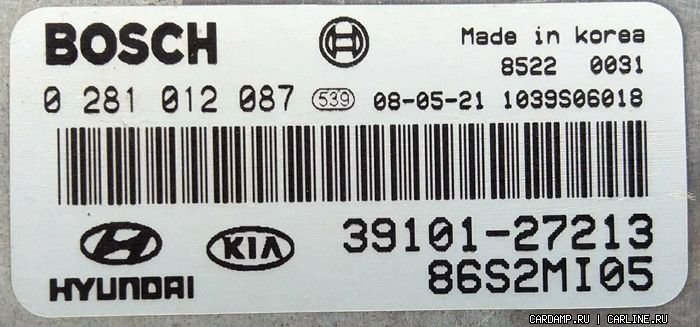 BOSCH
Made in korea
8522 0031
0 281 012 087 539 08-05-21 1039S06018
HYUNDAI
KIA
39101-27213
86S2MI05
CARDAMP.RU | CARLINE.RU